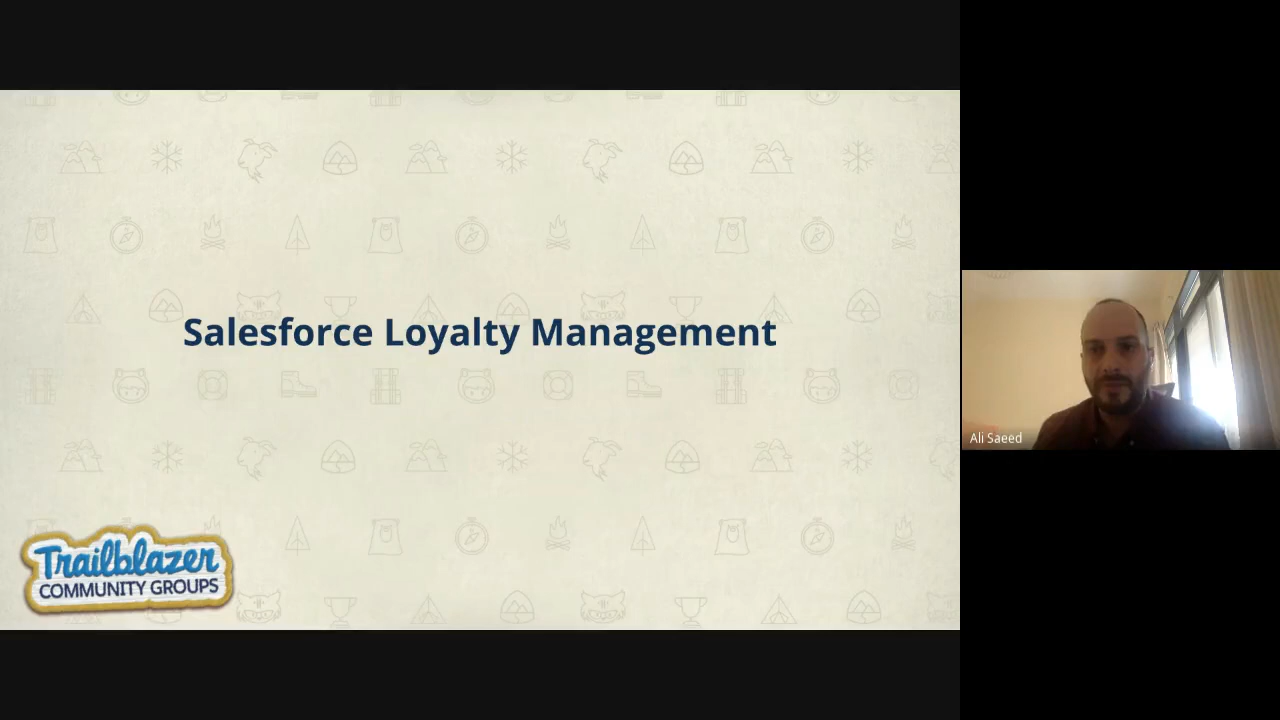 Salesforce Loyalty Management
Trailblazer
COMMUNITY GROUPS
Ali Saeed